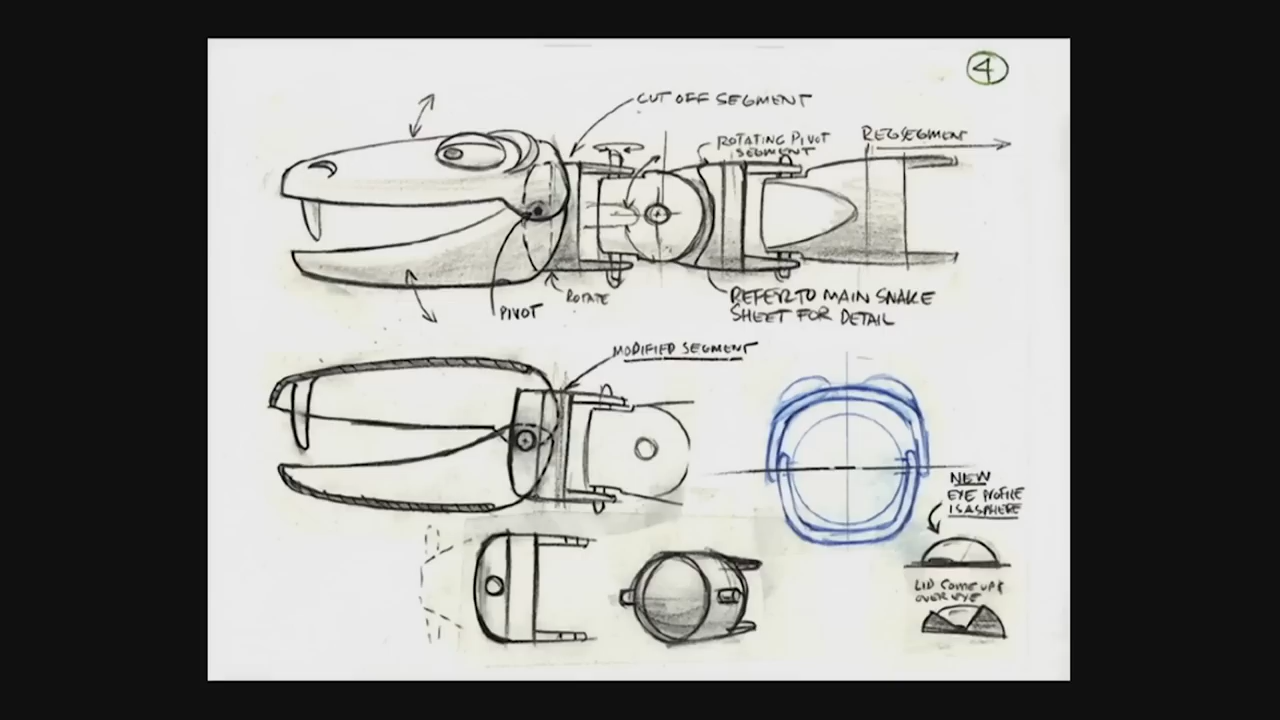 4
CUT OFF SEGMENT
ROTATING PIVOT
SEGMENT
REG SEGMENT
PIVOT
ROTATE
REFER TO MAIN SNAKE
SHEET FOR DETAIL
MODIFIED SEGMENT
NEW
EYE PROFILE
IS A SPHERE
LID COME UP &
OVER EYE